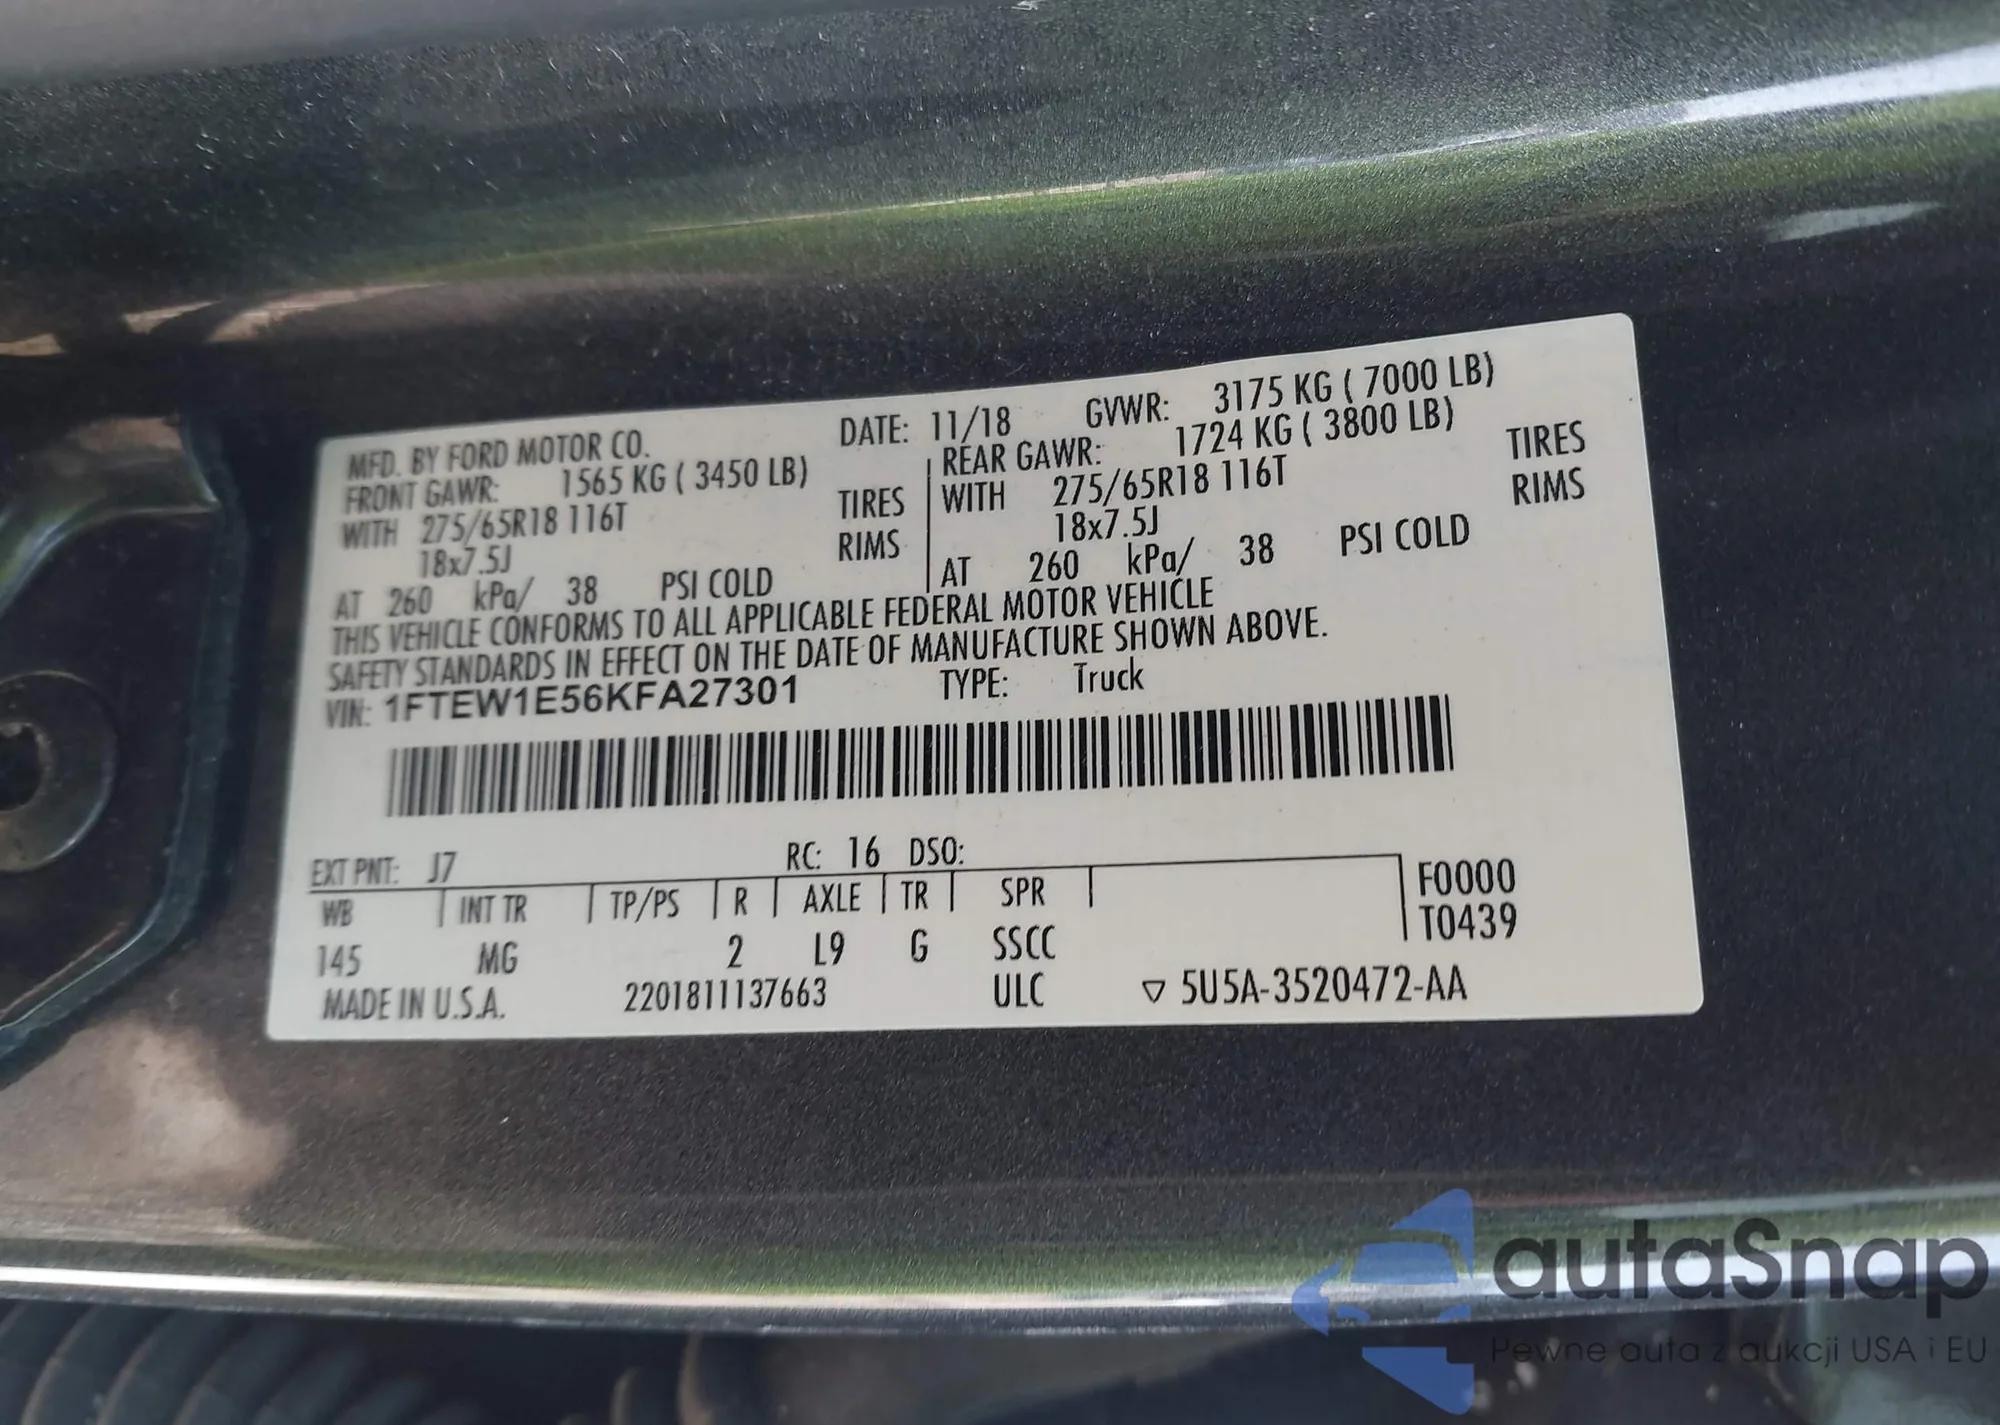 MFD. BY FORD MOTOR CO. DATE: 11/18 GVWR: 3175 KG ( 7000 LB)
FRONT GAWR: 1565 KG ( 3450 LB) REAR GAWR: 1724 KG ( 3800 LB)
WITH 275/65R18 116T TIRES WITH 275/65R18 116T TIRES
18x7.5J RIMS 18x7.5J RIMS
AT 260 kPa/ 38 PSI COLD AT 260 kPa/ 38 PSI COLD
THIS VEHICLE CONFORMS TO ALL APPLICABLE FEDERAL MOTOR VEHICLE
SAFETY STANDARDS IN EFFECT ON THE DATE OF MANUFACTURE SHOWN ABOVE.
VIN: 1FTEW1E56KFA27301 TYPE: Truck
EXT PNT: J7 RC: 16 DSO:
WB INT TR TP/PS R AXLE TR SPR F0000
T0439
145 MG 2 L9 G SSCC
MADE IN U.S.A. 2201811137663 ULC ▽ 5U5A-3520472-AA
autaSnap
Pewne auta z aukcji USA i EU